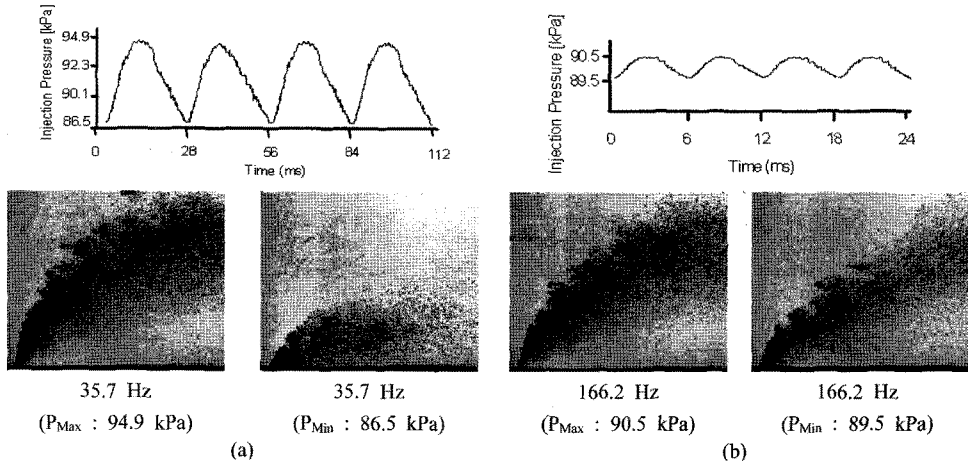 Injection Pressure [kPa]
94.9
92.3
90.1
86.5
0 28 56 84 112
Time (ms)
Injection Pressure [kPa]
90.5
89.5
0 6 12 18 24
Time (ms)
35.7 Hz
(PMax : 94.9 kPa)
35.7 Hz
(PMin : 86.5 kPa)
(a)
166.2 Hz
(PMax : 90.5 kPa)
166.2 Hz
(PMin : 89.5 kPa)
(b)